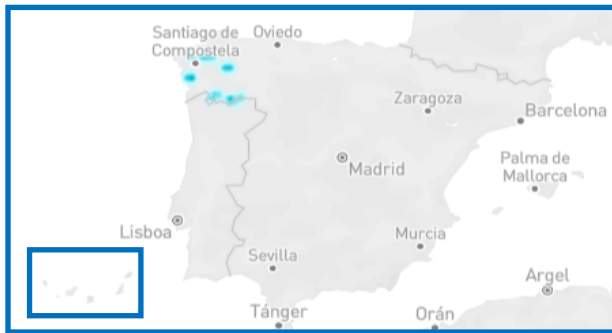 Santiago de
Compostela
Oviedo
Zaragoza
Barcelona
Madrid
Palma de
Mallorca
Lisboa
Murcia
Sevilla
Argel
Tánger
Orán